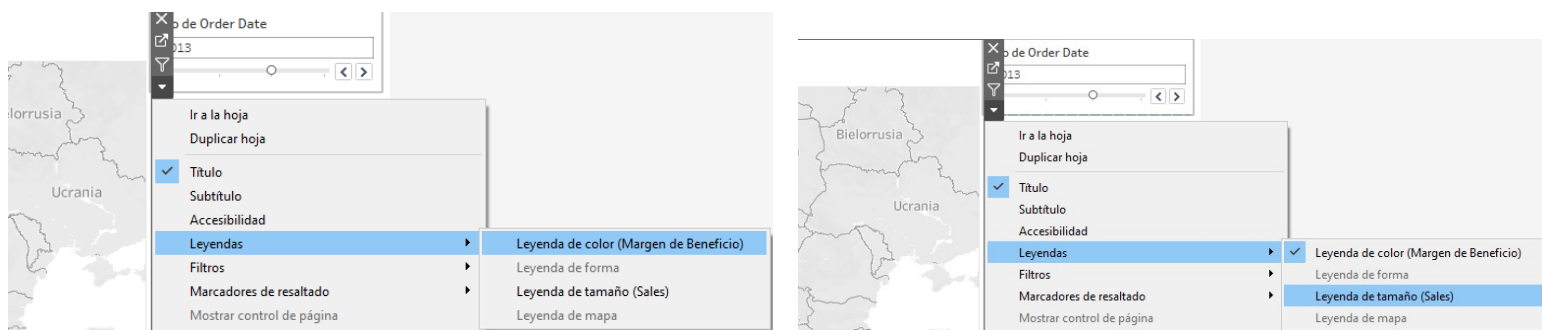 o de Order Date
013
elorrusia
Ucrania
Ir a la hoja
Duplicar hoja
Título
Subtítulo
Accesibilidad
Leyendas
Filtros
Marcadores de resaltado
Mostrar control de página
Leyenda de color (Margen de Beneficio)
Leyenda de forma
Leyenda de tamaño (Sales)
Leyenda de mapa
o de Order Date
013
Bielorrusia
Ucrania
Ir a la hoja
Duplicar hoja
Título
Subtítulo
Accesibilidad
Leyendas
Filtros
Marcadores de resaltado
Mostrar control de página
Leyenda de color (Margen de Beneficio)
Leyenda de forma
Leyenda de tamaño (Sales)
Leyenda de mapa